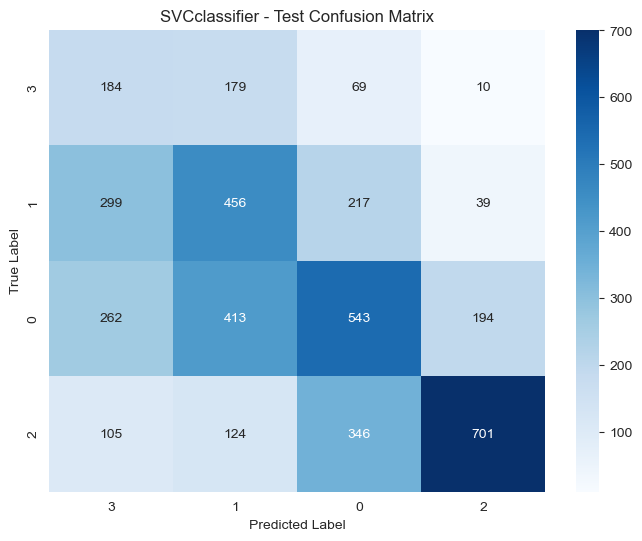 SVCclassifier - Test Confusion Matrix
3 184 179 69 10
1 299 456 217 39
0 262 413 543 194
2 105 124 346 701
3 1 0 2
Predicted Label
True Label
700
600
500
400
300
200
100